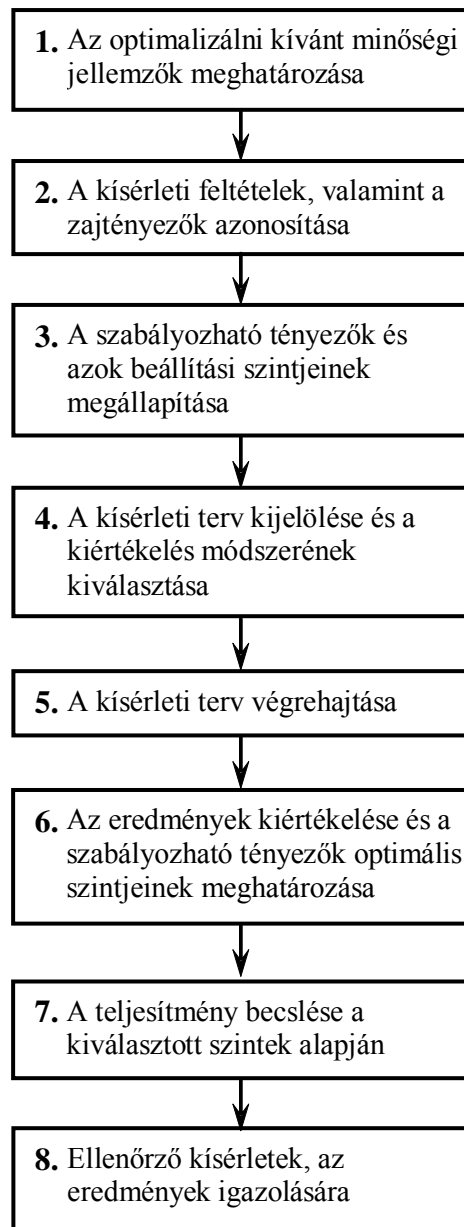 1. Az optimalizálni kívánt minőségi
jellemzők meghatározása
2. A kísérleti feltételek, valamint a
zajtényezők azonosítása
3. A szabályozható tényezők és
azok beállítási szintjeinek
megállapítása
4. A kísérleti terv kijelölése és a
kiértékelés módszerének
kiválasztása
5. A kísérleti terv végrehajtása
6. Az eredmények kiértékelése és a
szabályozható tényezők optimális
szintjeinek meghatározása
7. A teljesítmény becslése a
kiválasztott szintek alapján
8. Ellenőrző kísérletek, az
eredmények igazolására